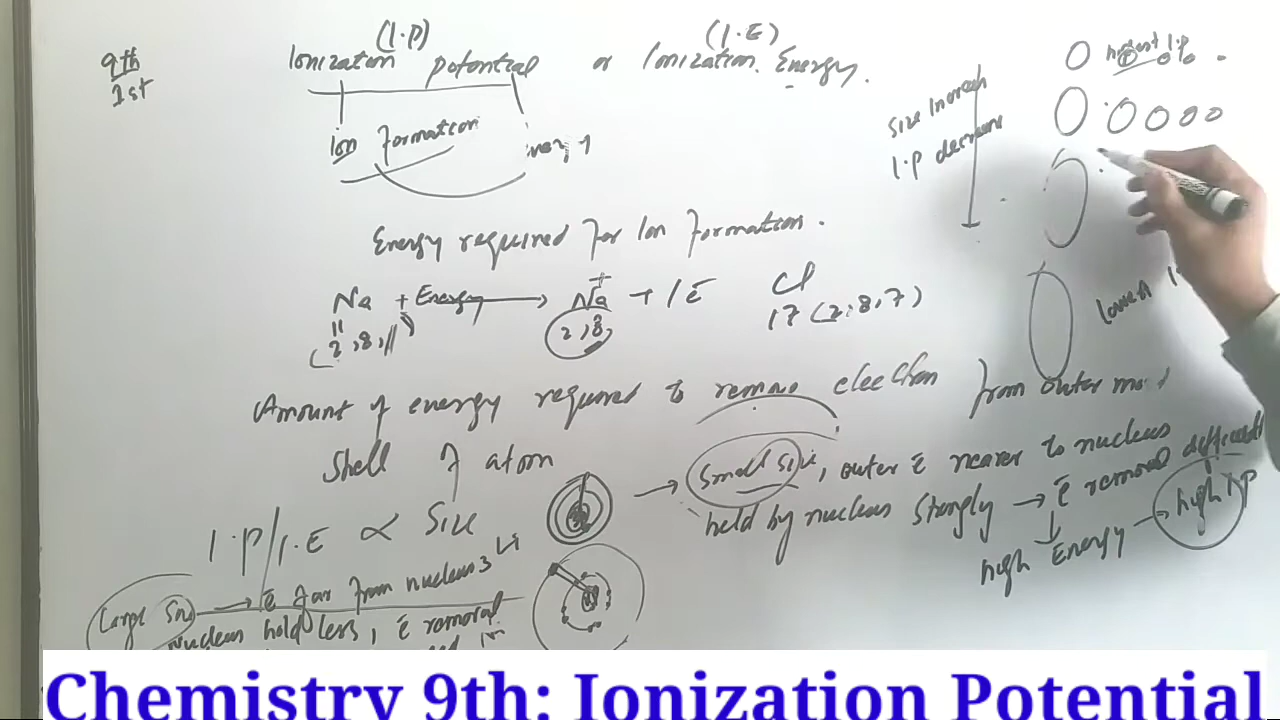 9th
1st
(I.P) (I.E)
Ionization potential or Ionization Energy.
Ion Formation
Energy required for Ion Formation.
Na + Energy → Na+ + 1ē Cl
(2,8,1) 2,8 17 (2,8,7)
Amount of energy required to remove electron from outer most
Shell of atom
I.P/I.E ∝ Size
Small Size, outer ē nearer to nucleus
held by nucleus Strongly → ē removal difficult
high Energy → high I.P
Large Size → ē far from nucleus
nucleus hold less, ē removal
Size Increase
I.P decrease
highest I.P
lowest I
Chemistry 9th: Ionization Potential